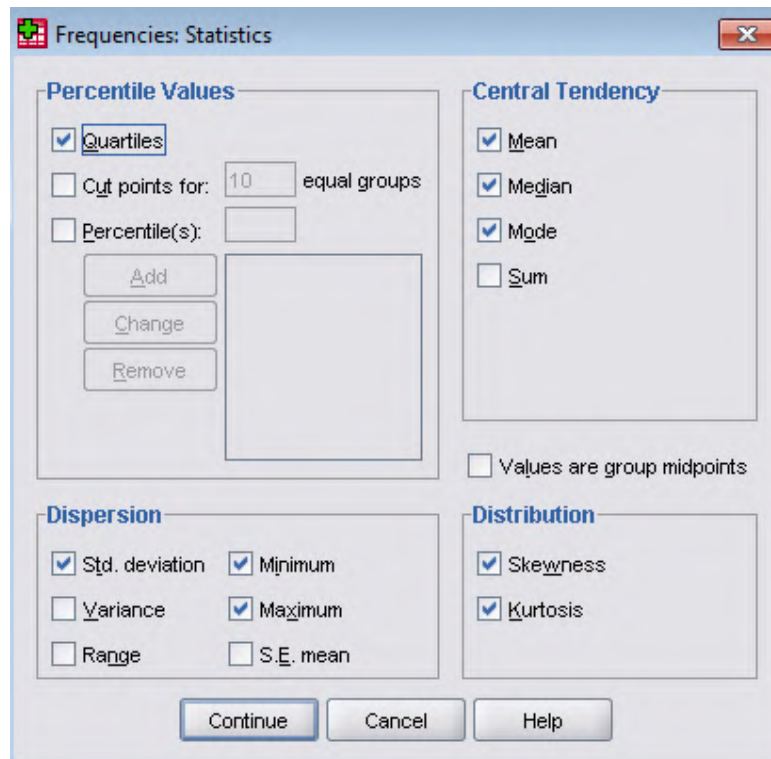 Frequencies: Statistics
Percentile Values
Quartiles
Cut points for: 10 equal groups
Percentile(s):
Add
Change
Remove
Central Tendency
Mean
Median
Mode
Sum
Values are group midpoints
Dispersion
Std. deviation Minimum
Variance Maximum
Range S.E. mean
Distribution
Skewness
Kurtosis
Continue Cancel Help